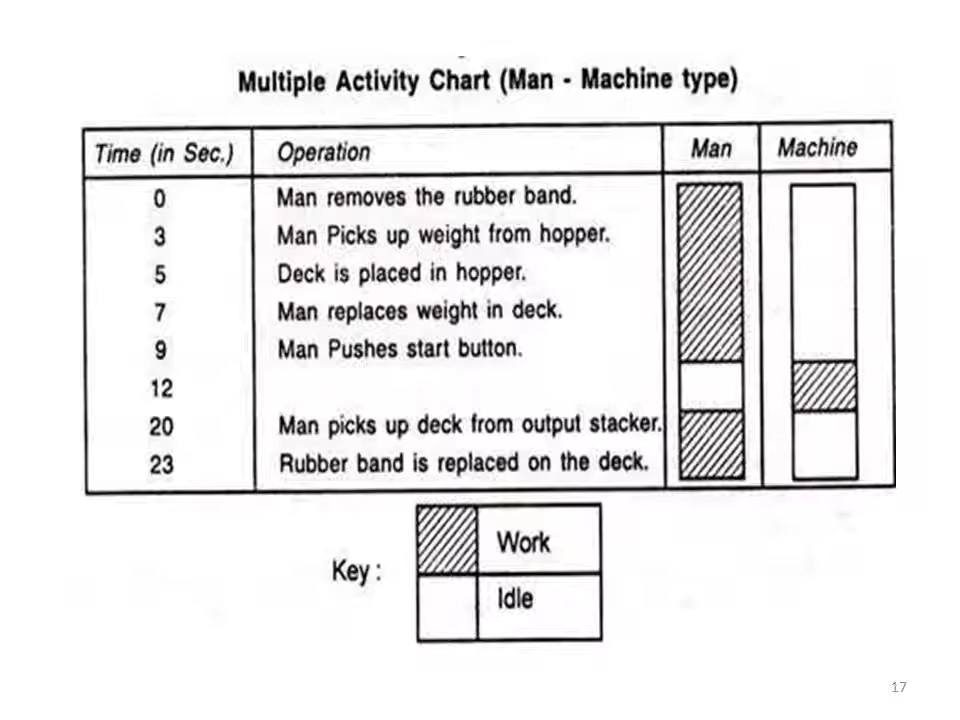 Multiple Activity Chart (Man - Machine type)
Time (in Sec.) Operation Man Machine
0 Man removes the rubber band.
3 Man Picks up weight from hopper.
5 Deck is placed in hopper.
7 Man replaces weight in deck.
9 Man Pushes start button.
12
20 Man picks up deck from output stacker.
23 Rubber band is replaced on the deck.
Key :
Work
Idle
17